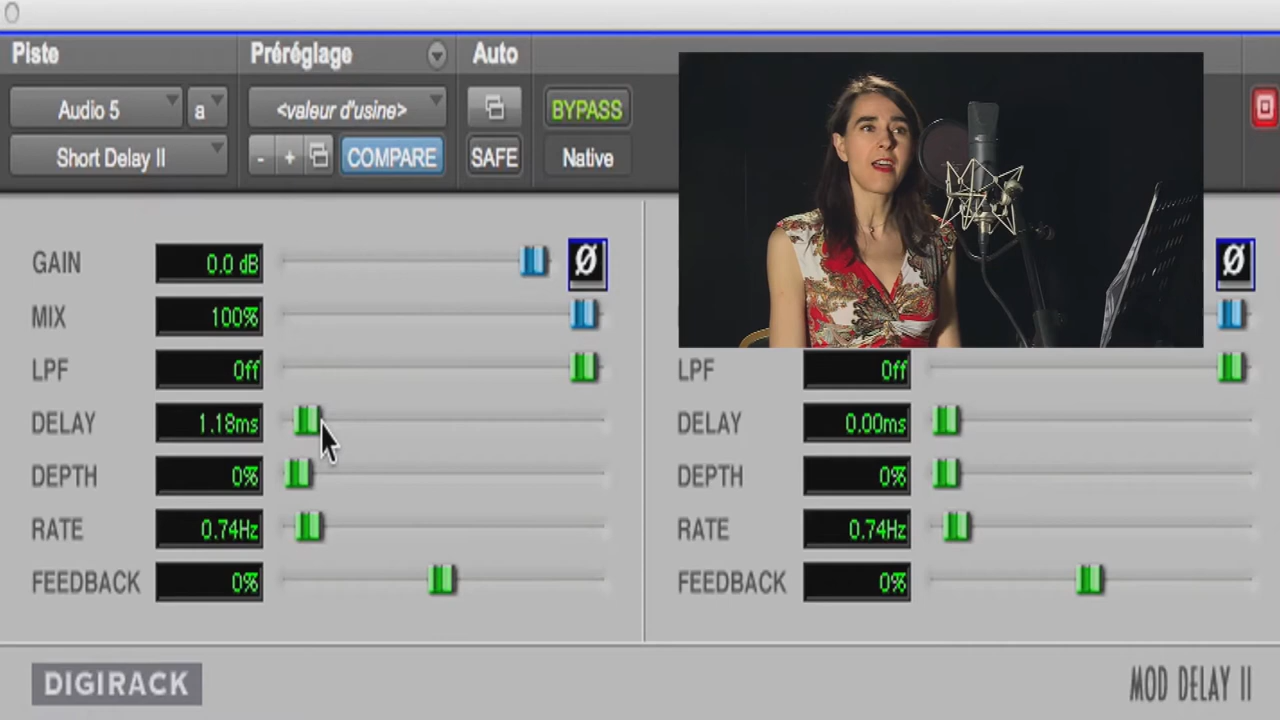 Piste Préréglage Auto
Audio 5 a <valeur d'usine> BYPASS
Short Delay II - + COMPARE SAFE Native
GAIN 0.0 dB Ø Ø
MIX 100%
LPF Off LPF Off
DELAY 1.18ms DELAY 0.00ms
DEPTH 0% DEPTH 0%
RATE 0.74Hz RATE 0.74Hz
FEEDBACK 0% FEEDBACK 0%
DIGIRACK MOD DELAY II